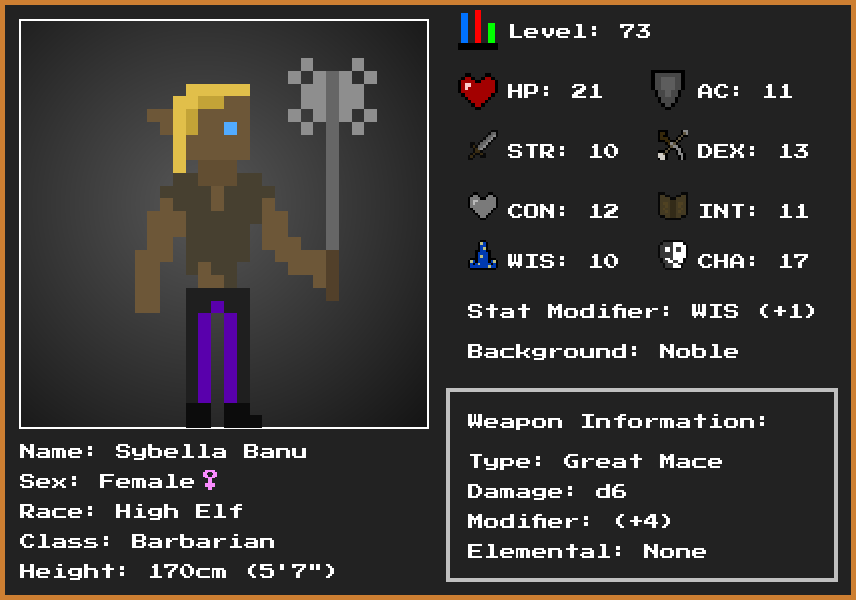 Level: 73
HP: 21
AC: 11
STR: 10
DEX: 13
CON: 12
INT: 11
WIS: 10
CHA: 17
Stat Modifier: WIS (+1)
Background: Noble
Weapon Information:
Type: Great Mace
Damage: d6
Modifier: (+4)
Elemental: None
Name: Sybella Banu
Sex: Female♀
Race: High Elf
Class: Barbarian
Height: 170cm (5'7")